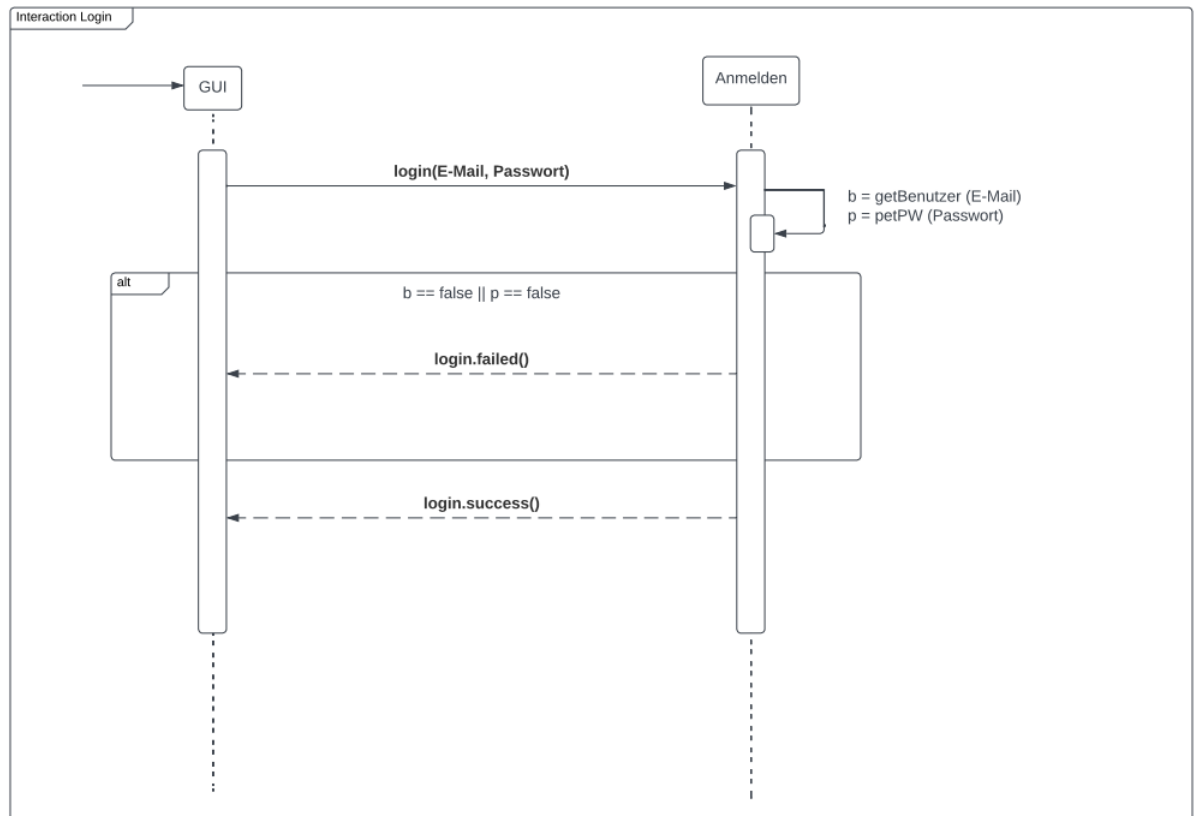 Interaction Login
GUI
Anmelden
login(E-Mail, Passwort)
b = getBenutzer (E-Mail)
p = petPW (Passwort)
alt
b == false || p == false
login.failed()
login.success()